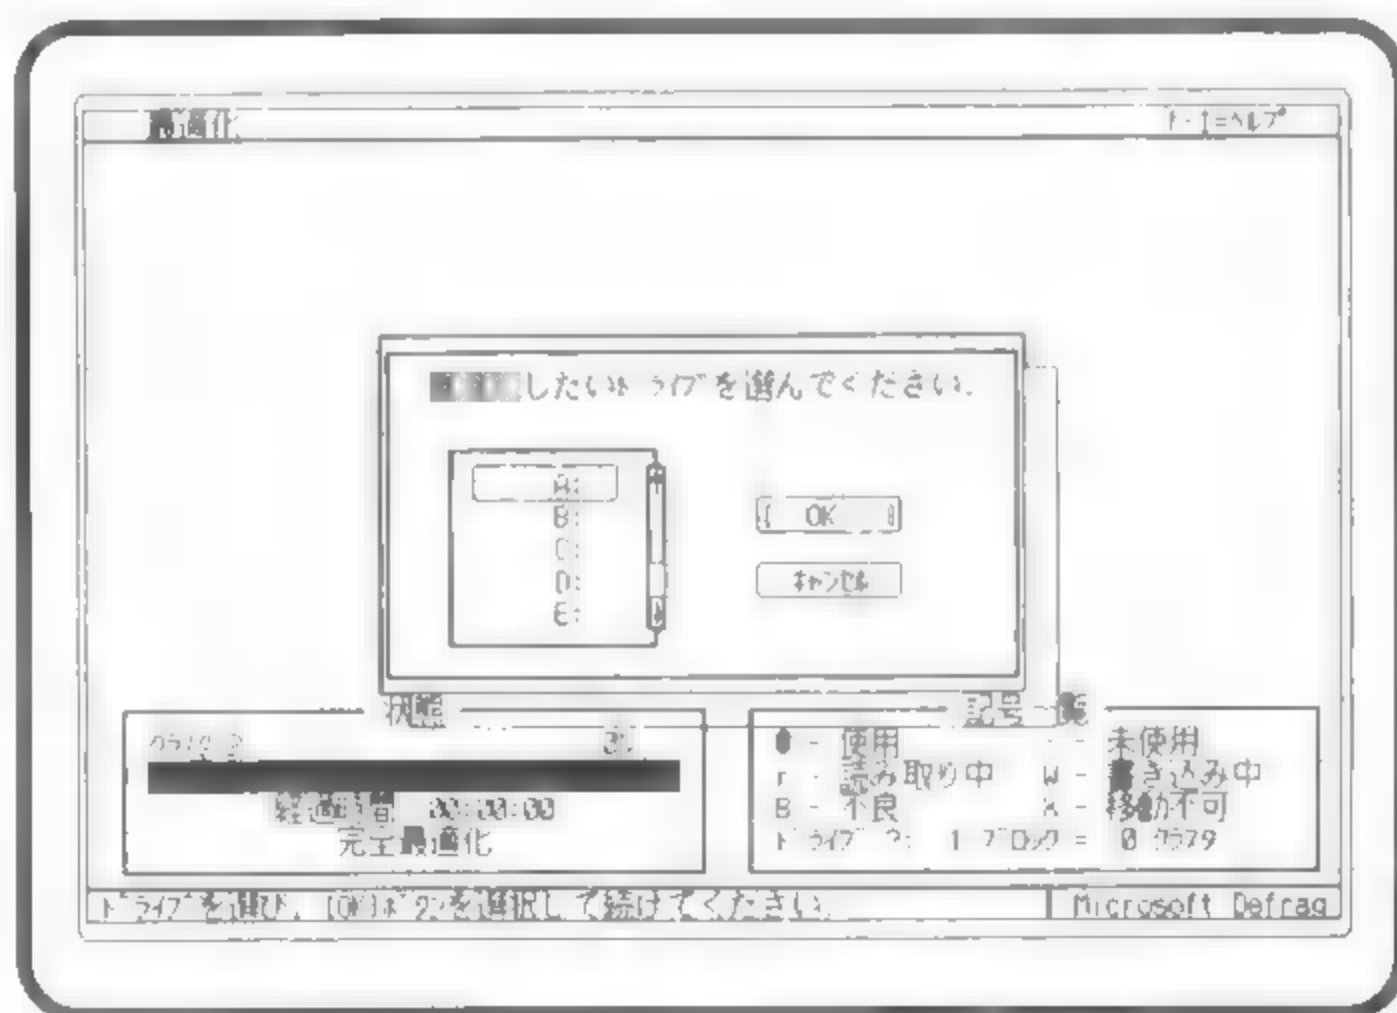 最適化
ﾍﾙﾌﾟ
したいﾄﾞﾗｲﾌﾞを選んでください.
A:
B:
C:
D:
E:
OK
ｷｬﾝｾﾙ
状態
ｸﾗｽﾀ
経過時間 00:00:00
完全最適化
記号
- 使用
- 未使用
r - 読み取り中
W - 書き込み中
B - 不良
X - 移動不可
ﾄﾞﾗｲﾌﾞ ?: 1 ﾌﾞﾛｯｸ = 0 ｸﾗｽﾀ
ﾄﾞﾗｲﾌﾞを選び, [OK]ﾎﾞﾀﾝを選択して続けてください.
Microsoft Defrag